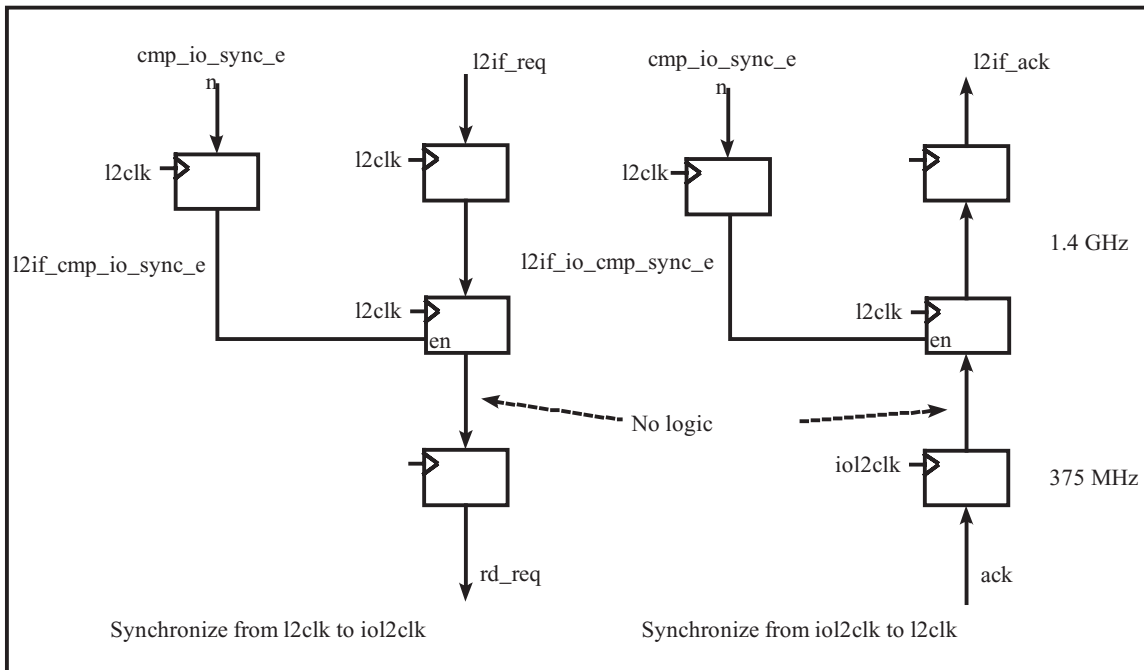 cmp_io_sync_e
n
l2if_req
l2clk
l2clk
l2if_cmp_io_sync_e
l2clk
en
rd_req
Synchronize from l2clk to iol2clk
No logic
cmp_io_sync_e
n
l2if_ack
l2clk
1.4 GHz
l2if_io_cmp_sync_e
l2clk
en
iol2clk
375 MHz
ack
Synchronize from iol2clk to l2clk